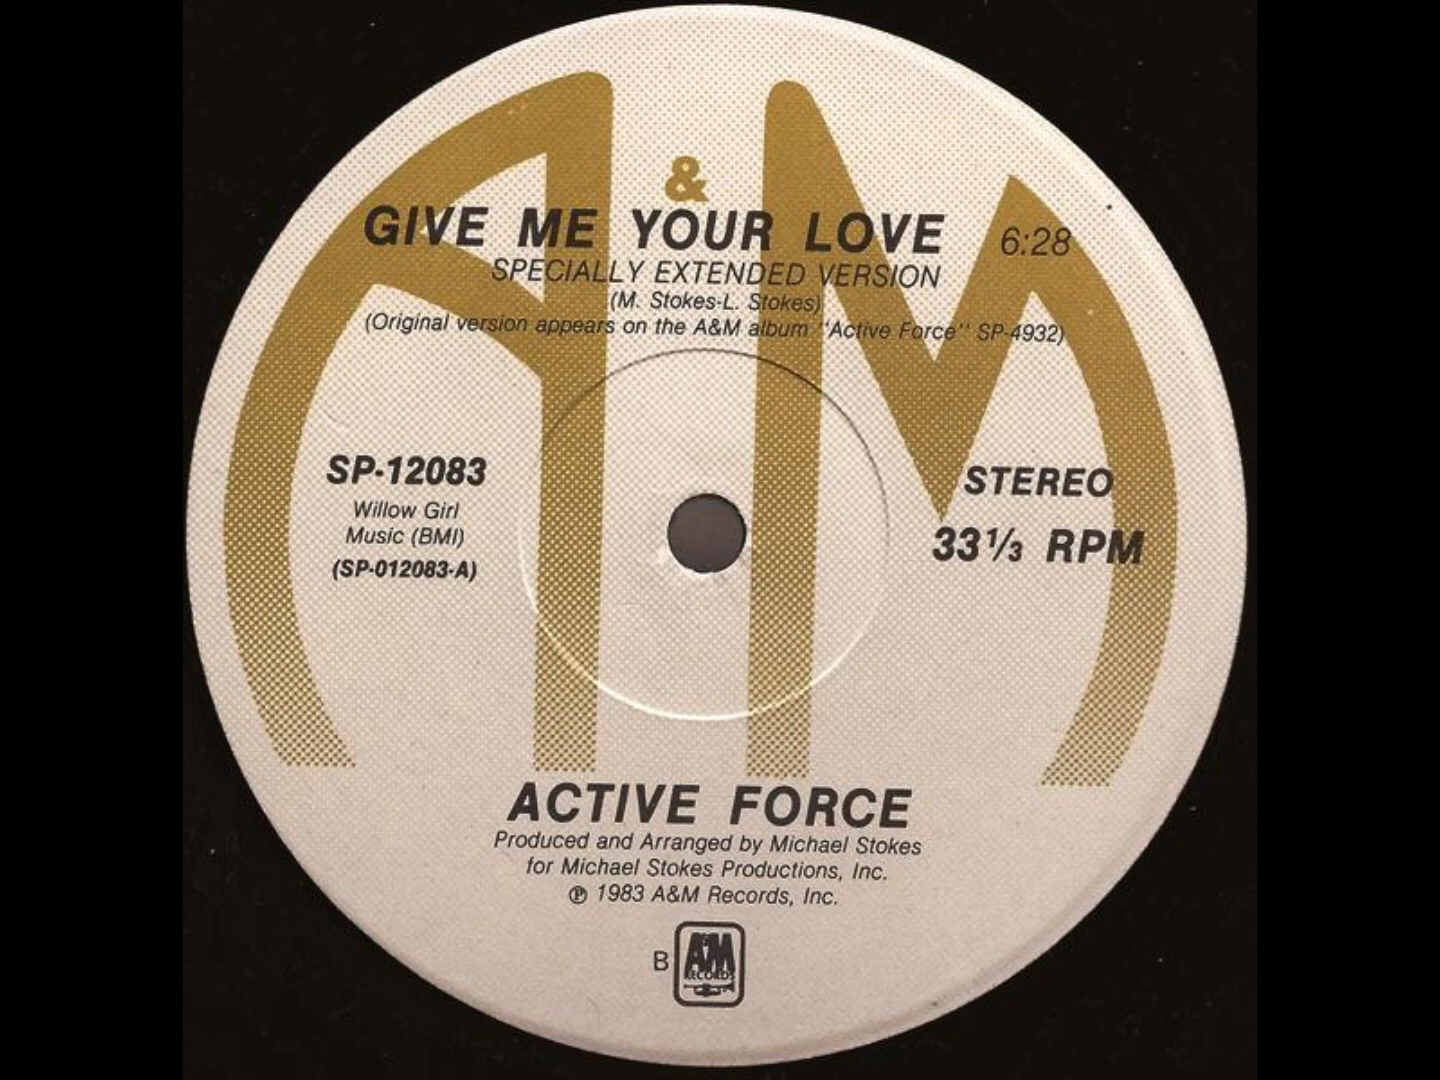 A & M
GIVE ME YOUR LOVE 6:28
SPECIALLY EXTENDED VERSION
(M. Stokes-L. Stokes)
(Original version appears on the A&M album "Active Force" SP-4932)
SP-12083
Willow Girl
Music (BMI)
(SP-012083-A)
STEREO
33⅓ RPM
ACTIVE FORCE
Produced and Arranged by Michael Stokes
for Michael Stokes Productions, Inc.
℗ 1983 A&M Records, Inc.
B
A&M
RECORDS